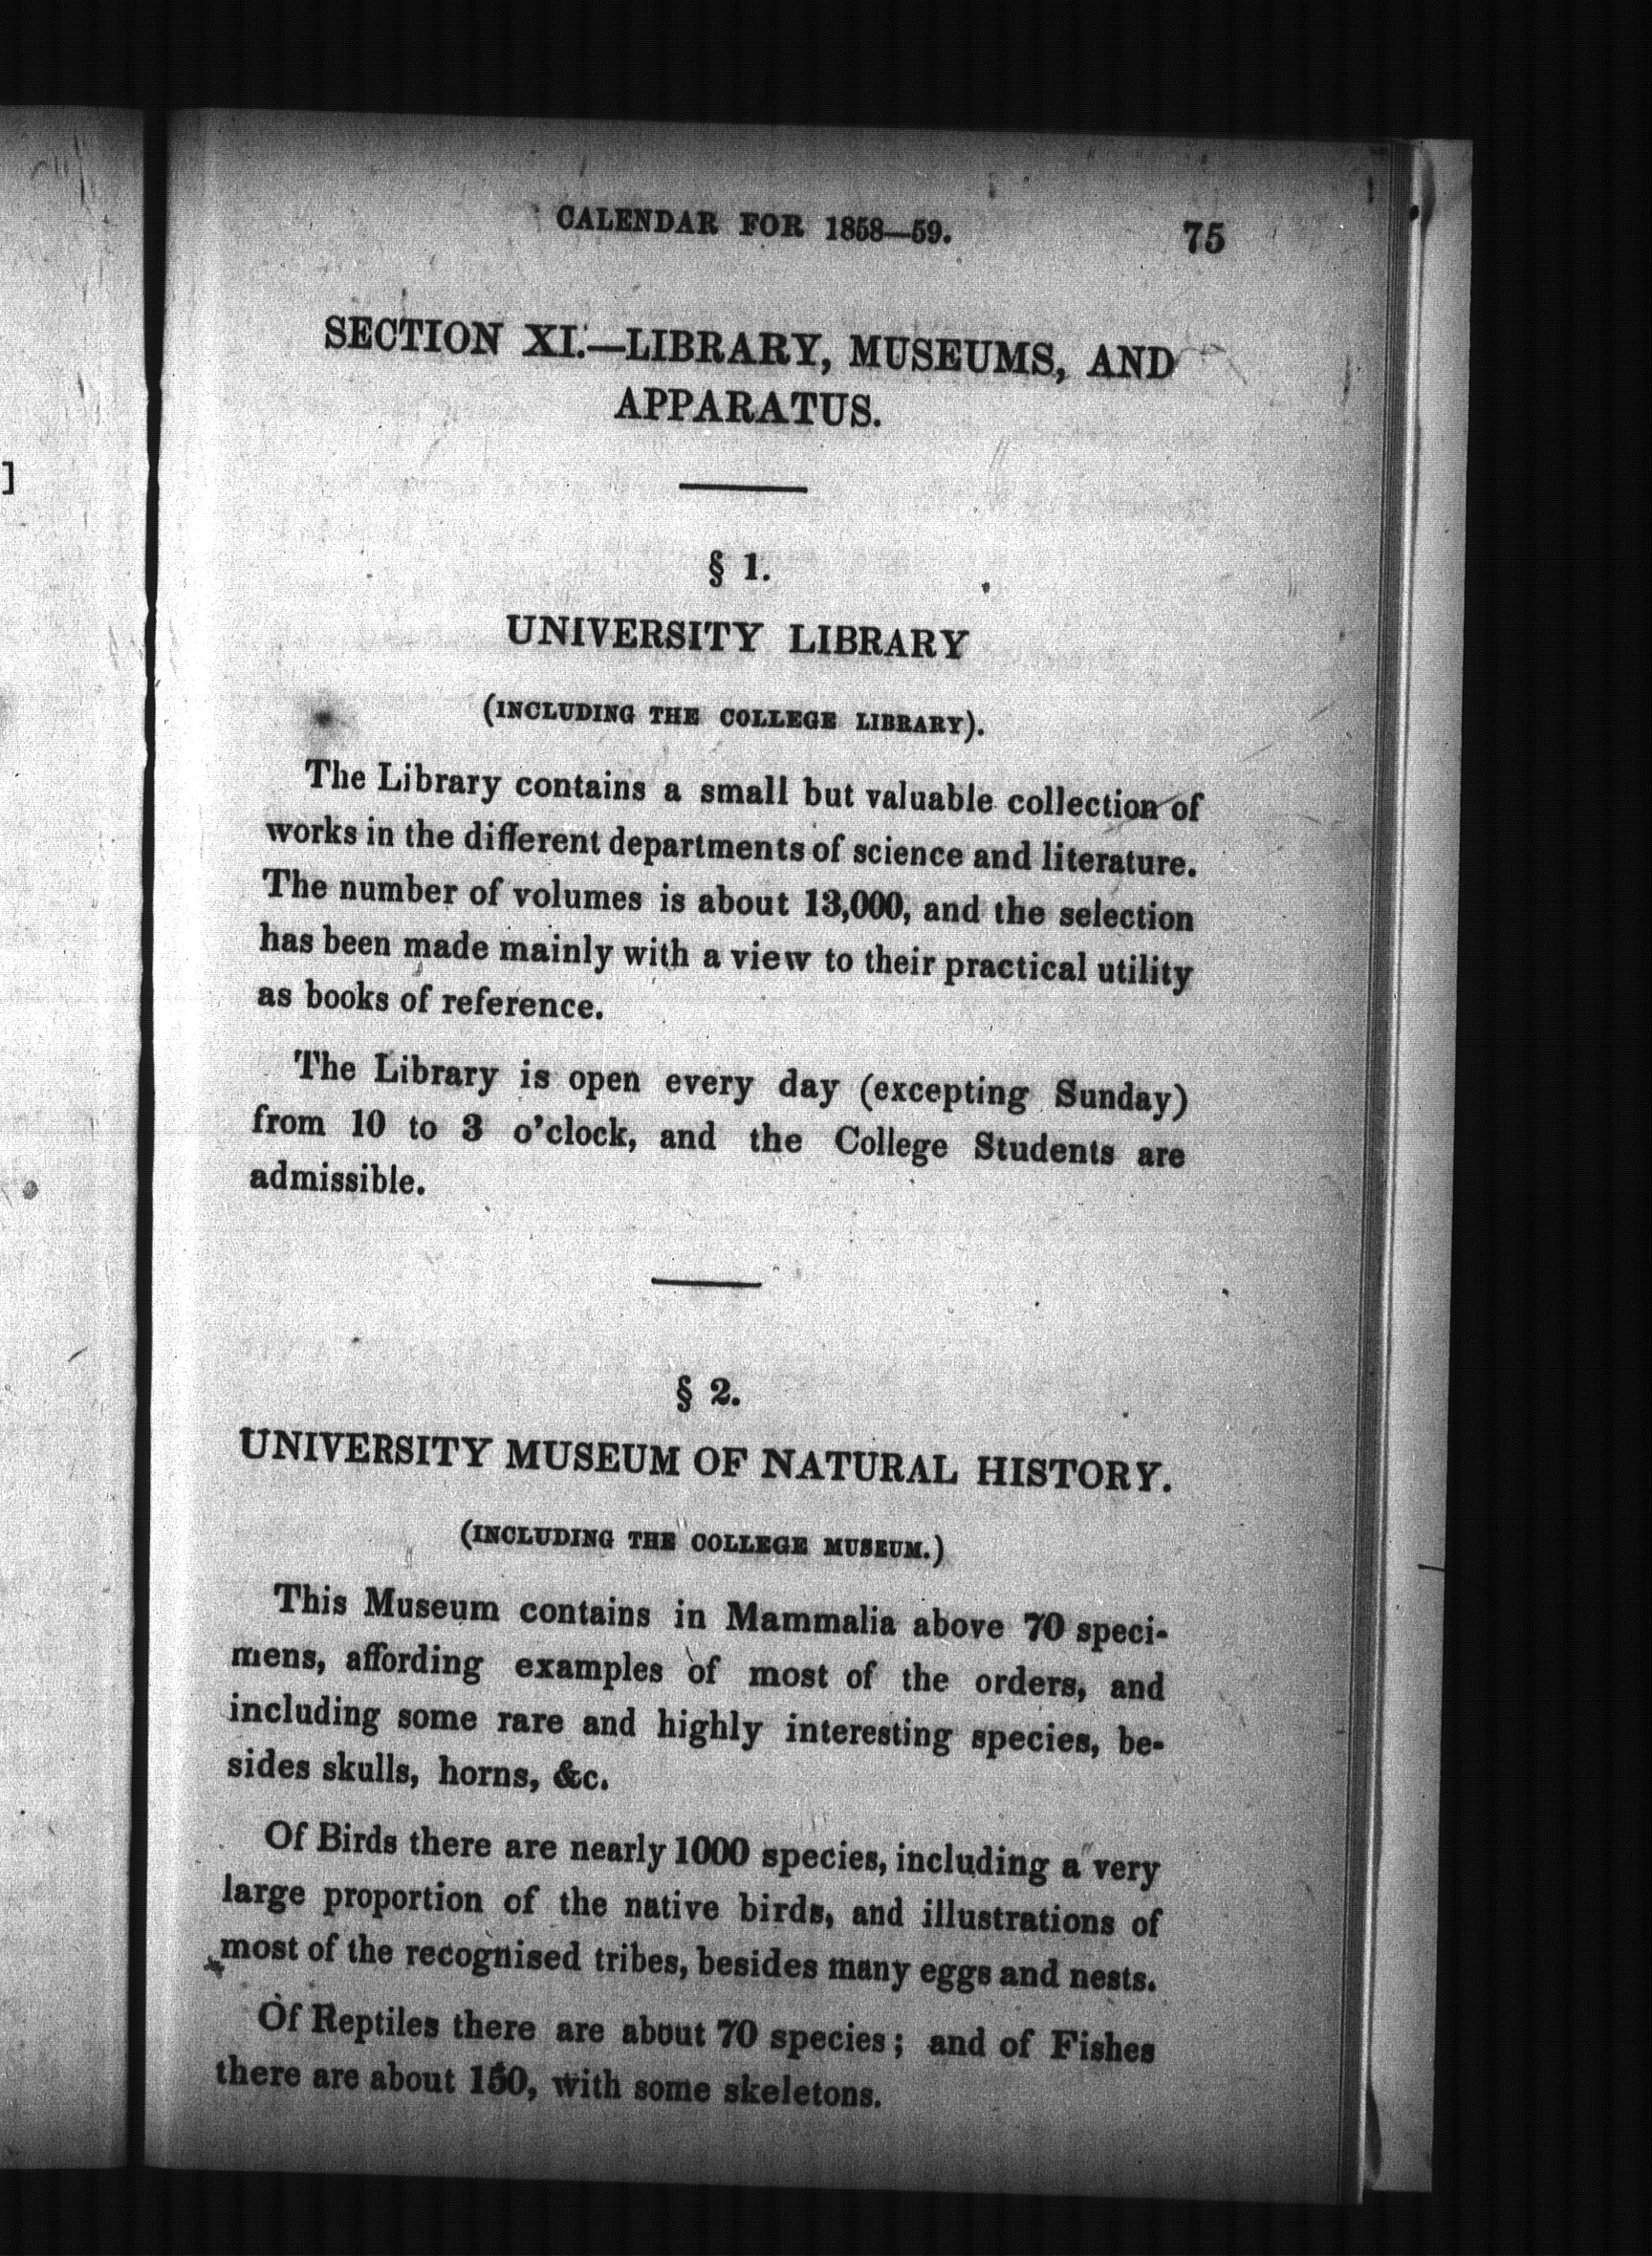 CALENDAR FOR 1858—59. 75
SECTION XI.—LIBRARY, MUSEUMS, AND
APPARATUS.
§ 1.
UNIVERSITY LIBRARY
(INCLUDING THE COLLEGE LIBRARY).
The Library contains a small but valuable collection of
works in the different departments of science and literature.
The number of volumes is about 13,000, and the selection
has been made mainly with a view to their practical utility
as books of reference.
The Library is open every day (excepting Sunday)
from 10 to 3 o'clock, and the College Students are
admissible.
§ 2.
UNIVERSITY MUSEUM OF NATURAL HISTORY.
(INCLUDING THE COLLEGE MUSEUM.)
This Museum contains in Mammalia above 70 speci-
mens, affording examples of most of the orders, and
including some rare and highly interesting species, be-
sides skulls, horns, &c.
Of Birds there are nearly 1000 species, including a very
large proportion of the native birds, and illustrations of
most of the recognised tribes, besides many eggs and nests.
Of Reptiles there are about 70 species; and of Fishes
there are about 150, with some skeletons.
]